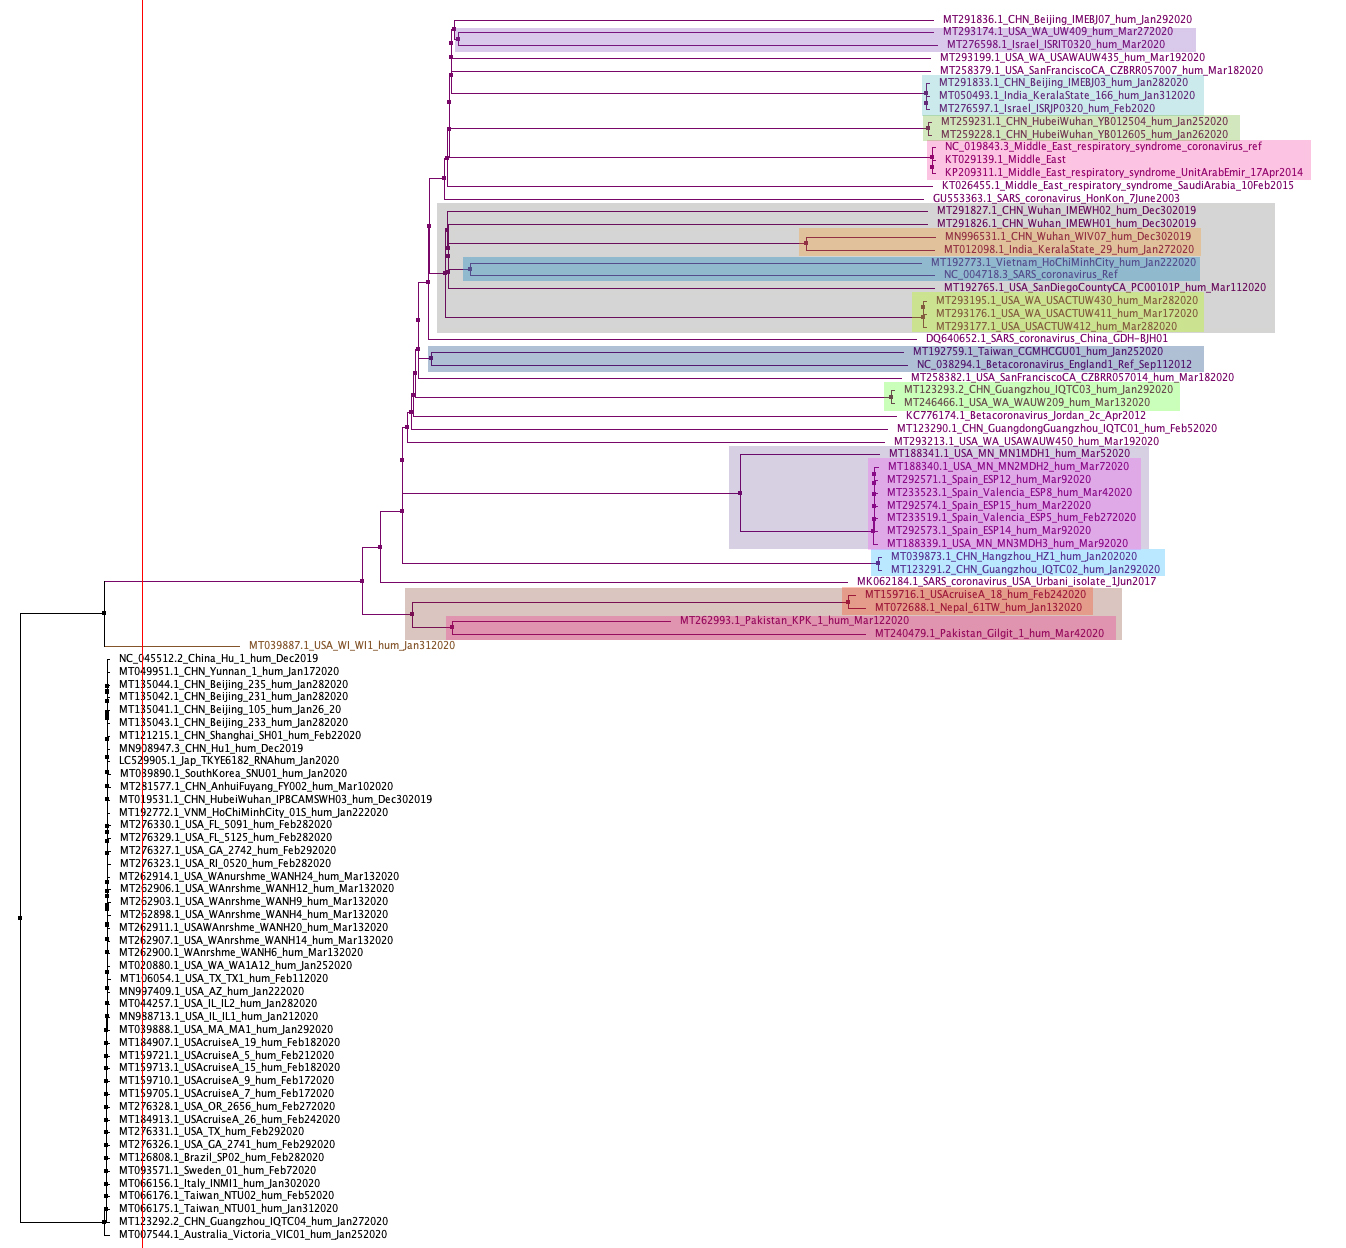 MT291836.1_CHN_Beijing_IMEBJ07_hum_Jan292020
MT293174.1_USA_WA_UW409_hum_Mar272020
MT276598.1_Israel_ISRIT0320_hum_Mar2020
MT293199.1_USA_WA_USAWAUW435_hum_Mar192020
MT258379.1_USA_SanFranciscoCA_CZBRR057007_hum_Mar182020
MT291833.1_CHN_Beijing_IMEBJ03_hum_Jan282020
MT050493.1_India_KeralaState_166_hum_Jan312020
MT276597.1_Israel_ISRJP0320_hum_Feb2020
MT259231.1_CHN_HubeiWuhan_YB012504_hum_Jan252020
MT259228.1_CHN_HubeiWuhan_YB012605_hum_Jan262020
NC_019843.3_Middle_East_respiratory_syndrome_coronavirus_ref
KT029139.1_Middle_East
KP209311.1_Middle_East_respiratory_syndrome_UnitArabEmir_17Apr2014
KT026455.1_Middle_East_respiratory_syndrome_SaudiArabia_10Feb2015
GU553363.1_SARS_coronavirus_HonKon_7June2003
MT291827.1_CHN_Wuhan_IMEWH02_hum_Dec302019
MT291826.1_CHN_Wuhan_IMEWH01_hum_Dec302019
MN996531.1_CHN_Wuhan_WIV07_hum_Dec302019
MT012098.1_India_KeralaState_29_hum_Jan272020
MT192773.1_Vietnam_HoChiMinhCity_hum_Jan222020
NC_004718.3_SARS_coronavirus_Ref
MT192765.1_USA_SanDiegoCountyCA_PC00101P_hum_Mar112020
MT293195.1_USA_WA_USACTUW430_hum_Mar282020
MT293176.1_USA_WA_USACTUW411_hum_Mar172020
MT293177.1_USA_USACTUW412_hum_Mar282020
DQ640652.1_SARS_coronavirus_China_GDH-BJH01
MT192759.1_Taiwan_CGMHCGU01_hum_Jan252020
NC_038294.1_Betacoronavirus_England1_Ref_Sep112012
MT258382.1_USA_SanFranciscoCA_CZBRR057014_hum_Mar182020
MT123293.2_CHN_Guangzhou_IQTC03_hum_Jan292020
MT246466.1_USA_WA_WAUW209_hum_Mar132020
KC776174.1_Betacoronavirus_Jordan_2c_Apr2012
MT123290.1_CHN_GuangdongGuangzhou_IQTC01_hum_Feb52020
MT293213.1_USA_WA_USAWAUW450_hum_Mar192020
MT188341.1_USA_MN_MN1MDH1_hum_Mar52020
MT188340.1_USA_MN_MN2MDH2_hum_Mar72020
MT292571.1_Spain_ESP12_hum_Mar92020
MT233523.1_Spain_Valencia_ESP8_hum_Mar42020
MT292574.1_Spain_ESP15_hum_Mar22020
MT233519.1_Spain_Valencia_ESP5_hum_Feb272020
MT292573.1_Spain_ESP14_hum_Mar92020
MT188339.1_USA_MN_MN3MDH3_hum_Mar92020
MT039873.1_CHN_Hangzhou_HZ1_hum_Jan202020
MT123291.2_CHN_Guangzhou_IQTC02_hum_Jan292020
MK062184.1_SARS_coronavirus_USA_Urbani_isolate_1Jun2017
MT159716.1_USAcruiseA_18_hum_Feb242020
MT072688.1_Nepal_61TW_hum_Jan132020
MT262993.1_Pakistan_KPK_1_hum_Mar122020
MT240479.1_Pakistan_Gilgit_1_hum_Mar42020
MT039887.1_USA_WI_WI1_hum_Jan312020
NC_045512.2_China_Hu_1_hum_Dec2019
MT049951.1_CHN_Yunnan_1_hum_Jan172020
MT135044.1_CHN_Beijing_235_hum_Jan282020
MT135042.1_CHN_Beijing_231_hum_Jan282020
MT135041.1_CHN_Beijing_105_hum_Jan26_20
MT135043.1_CHN_Beijing_233_hum_Jan282020
MT121215.1_CHN_Shanghai_SH01_hum_Feb22020
MN908947.3_CHN_Hu1_hum_Dec2019
LC529905.1_Jap_TKYE6182_RNAhum_Jan2020
MT039890.1_SouthKorea_SNU01_hum_Jan2020
MT281577.1_CHN_AnhuiFuyang_FY002_hum_Mar102020
MT019531.1_CHN_HubeiWuhan_IPBCAMSWH03_hum_Dec302019
MT192772.1_VNM_HoChiMinhCity_01S_hum_Jan222020
MT276330.1_USA_FL_5091_hum_Feb282020
MT276329.1_USA_FL_5125_hum_Feb282020
MT276327.1_USA_GA_2742_hum_Feb292020
MT276323.1_USA_RI_0520_hum_Feb282020
MT262914.1_USA_WAnurshme_WANH24_hum_Mar132020
MT262906.1_USA_WAnrshme_WANH12_hum_Mar132020
MT262903.1_USA_WAnrshme_WANH9_hum_Mar132020
MT262898.1_USA_WAnrshme_WANH4_hum_Mar132020
MT262911.1_USAWAnrshme_WANH20_hum_Mar132020
MT262907.1_USA_WAnrshme_WANH14_hum_Mar132020
MT262900.1_WAnrshme_WANH6_hum_Mar132020
MT020880.1_USA_WA_WA1A12_hum_Jan252020
MT106054.1_USA_TX_TX1_hum_Feb112020
MN997409.1_USA_AZ_hum_Jan222020
MT044257.1_USA_IL_IL2_hum_Jan282020
MN988713.1_USA_IL_IL1_hum_Jan212020
MT039888.1_USA_MA_MA1_hum_Jan292020
MT184907.1_USAcruiseA_19_hum_Feb182020
MT159721.1_USAcruiseA_5_hum_Feb212020
MT159713.1_USAcruiseA_15_hum_Feb182020
MT159710.1_USAcruiseA_9_hum_Feb172020
MT159705.1_USAcruiseA_7_hum_Feb172020
MT276328.1_USA_OR_2656_hum_Feb272020
MT184913.1_USAcruiseA_26_hum_Feb242020
MT276331.1_USA_TX_hum_Feb292020
MT276326.1_USA_GA_2741_hum_Feb292020
MT126808.1_Brazil_SP02_hum_Feb282020
MT093571.1_Sweden_01_hum_Feb72020
MT066156.1_Italy_INMI1_hum_Jan302020
MT066176.1_Taiwan_NTU02_hum_Feb52020
MT066175.1_Taiwan_NTU01_hum_Jan312020
MT123292.2_CHN_Guangzhou_IQTC04_hum_Jan272020
MT007544.1_Australia_Victoria_VIC01_hum_Jan252020